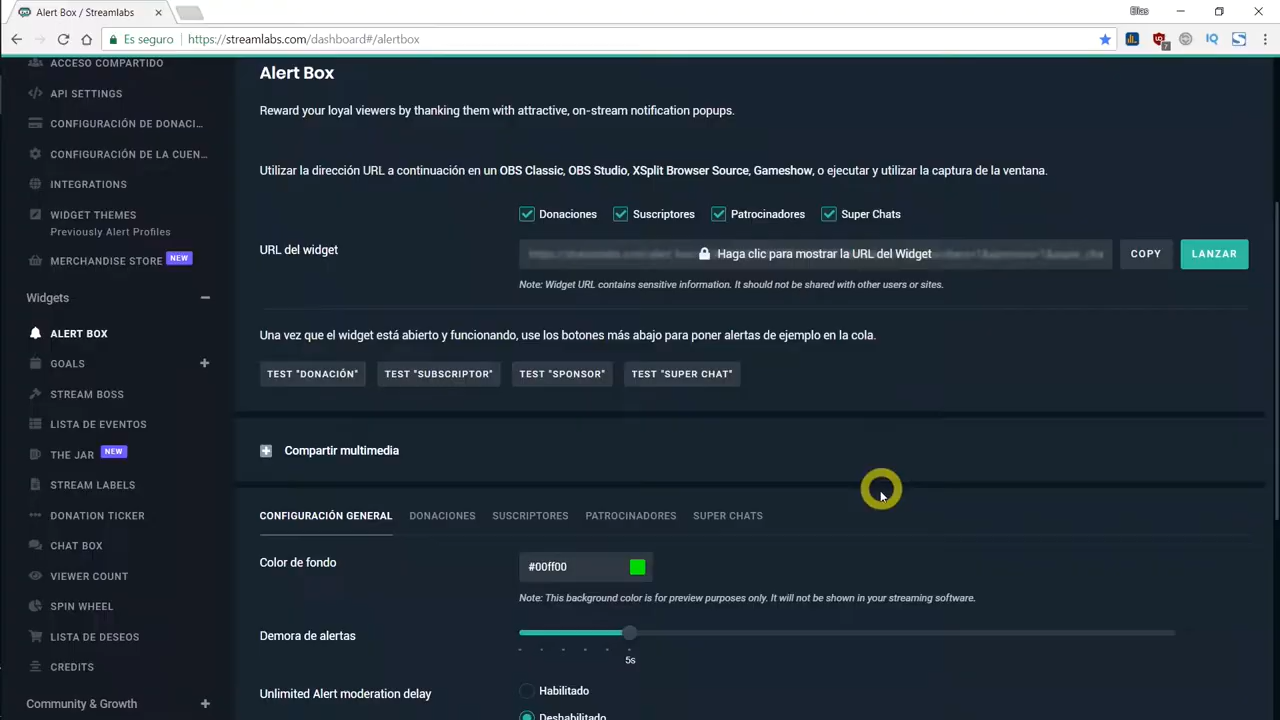 Alert Box / Streamlabs
Elias
Es seguro
https://streamlabs.com/dashboard#/alertbox
7
ACCESO COMPARTIDO
API SETTINGS
CONFIGURACIÓN DE DONACI...
CONFIGURACIÓN DE LA CUEN...
INTEGRATIONS
WIDGET THEMES
Previously Alert Profiles
MERCHANDISE STORE NEW
Widgets
ALERT BOX
GOALS
STREAM BOSS
LISTA DE EVENTOS
THE JAR NEW
STREAM LABELS
DONATION TICKER
CHAT BOX
VIEWER COUNT
SPIN WHEEL
LISTA DE DESEOS
CREDITS
Community & Growth
Alert Box
Reward your loyal viewers by thanking them with attractive, on-stream notification popups.
Utilizar la dirección URL a continuación en un OBS Classic, OBS Studio, XSplit Browser Source, Gameshow, o ejecutar y utilizar la captura de la ventana.
Donaciones Suscriptores Patrocinadores Super Chats
URL del widget
Haga clic para mostrar la URL del Widget
COPY
LANZAR
Note: Widget URL contains sensitive information. It should not be shared with other users or sites.
Una vez que el widget está abierto y funcionando, use los botones más abajo para poner alertas de ejemplo en la cola.
TEST "DONACIÓN" TEST "SUBSCRIPTOR" TEST "SPONSOR" TEST "SUPER CHAT"
Compartir multimedia
CONFIGURACIÓN GENERAL DONACIONES SUSCRIPTORES PATROCINADORES SUPER CHATS
Color de fondo
#00ff00
Note: This background color is for preview purposes only. It will not be shown in your streaming software.
Demora de alertas
5s
Unlimited Alert moderation delay
Habilitado
Deshabilitado